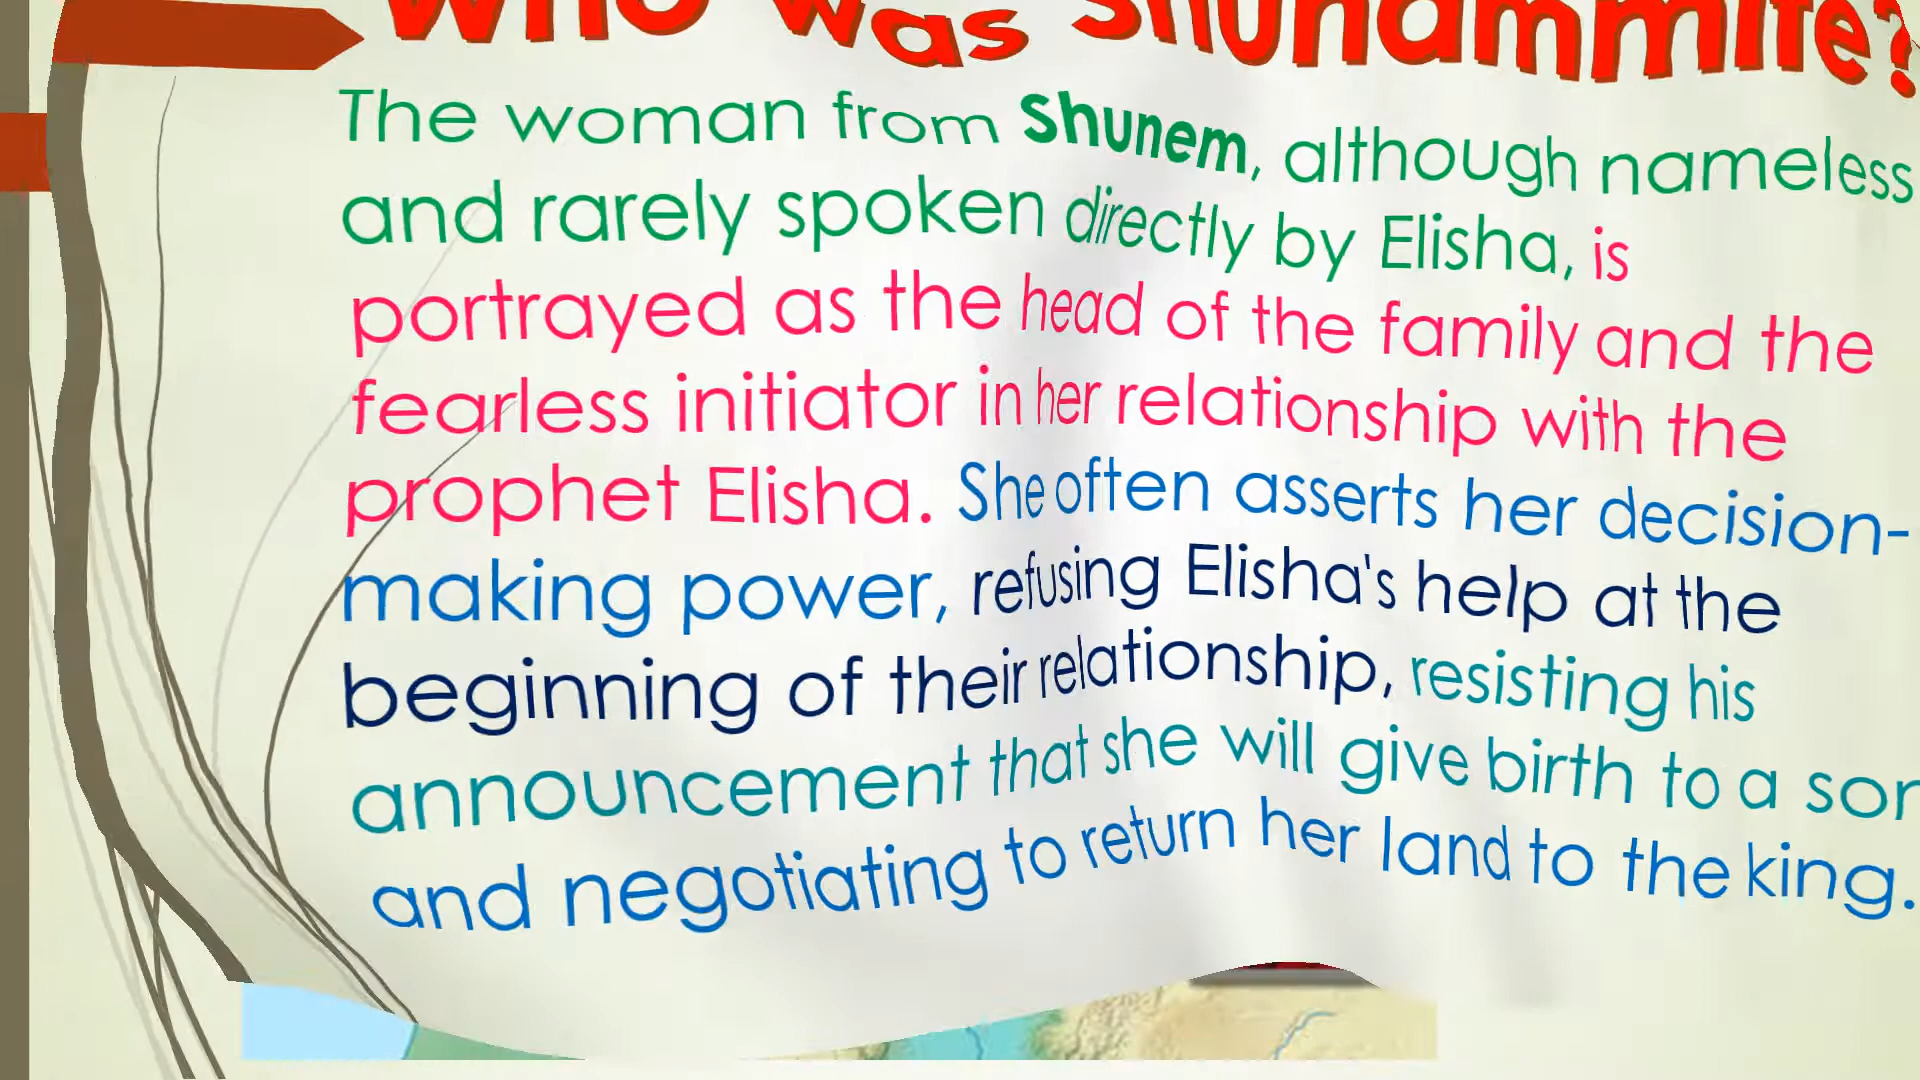 Who was Shunammite?
The woman from Shunem, although nameless
and rarely spoken directly by Elisha, is
portrayed as the head of the family and the
fearless initiator in her relationship with the
prophet Elisha. She often asserts her decision-
making power, refusing Elisha's help at the
beginning of their relationship, resisting his
announcement that she will give birth to a son
and negotiating to return her land to the king.